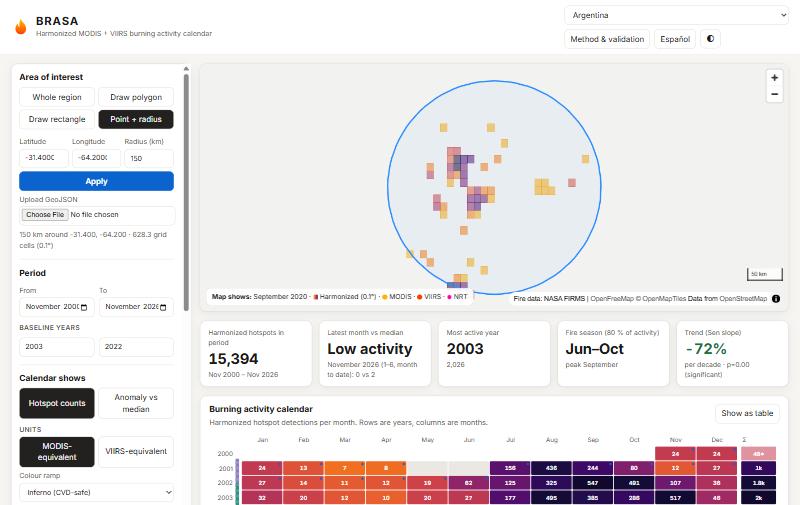 BRASA
Harmonized MODIS + VIIRS burning activity calendar
Argentina
Method & validation
Español
Area of interest
Whole region
Draw polygon
Draw rectangle
Point + radius
Latitude
Longitude
Radius (km)
-31.400
-64.200
150
Apply
Upload GeoJSON
Choose File No file chosen
150 km around -31.400, -64.200 · 628.3 grid
cells (0.1°)
Period
From
To
November
November
BASELINE YEARS
2003
2022
Calendar shows
Hotspot counts
Anomaly vs
median
UNITS
MODIS-
equivalent
VIIRS-equivalent
Colour ramp
Inferno (CVD-safe)
+
−
50 km
Map shows: September 2020 · Harmonized (0.1°) · MODIS · VIIRS · NRT
Fire data: NASA FIRMS | OpenFreeMap © OpenMapTiles Data from OpenStreetMap
Harmonized hotspots in
period
15,394
Nov 2000 – Nov 2026
Latest month vs median
Low activity
November 2026 (1–6, month
to date): 0 vs 2
Most active year
2003
2,026
Fire season (80 % of activity)
Jun–Oct
peak September
Trend (Sen slope)
-72%
per decade · p=0.00
(significant)
Burning activity calendar
Harmonized hotspot detections per month. Rows are years, columns are months.
Show as table
Jan Feb Mar Apr May Jun Jul Aug Sep Oct Nov Dec Σ
2000 24 24 48+
2001 24 13 7 8 156 436 244 80 12 27 1k
2002 27 14 11 12 19 62 125 325 547 491 107 36 1.8k
2003 32 20 12 10 20 27 177 495 385 286 517 46 2k